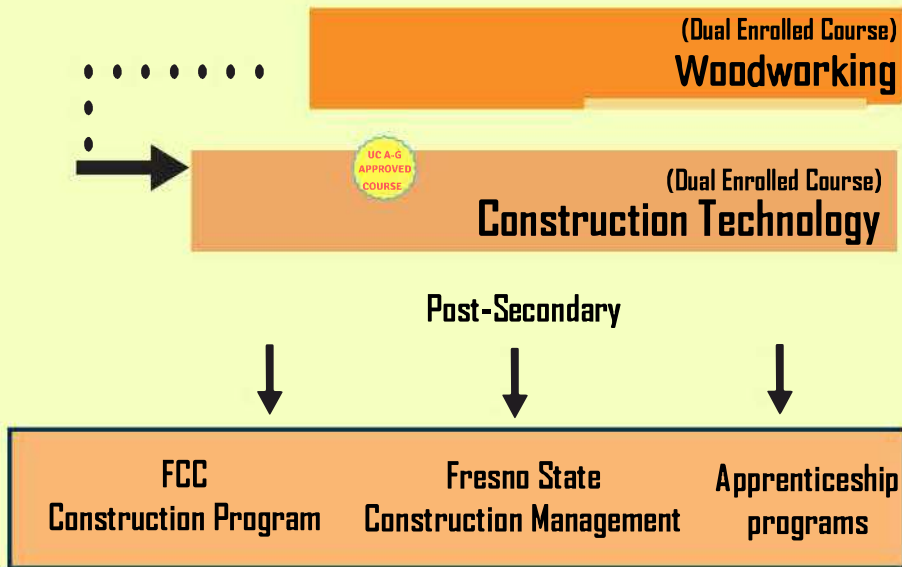 (Dual Enrolled Course)
Woodworking
UC A-G
APPROVED
COURSE
(Dual Enrolled Course)
Construction Technology
Post-Secondary
FCC
Construction Program
Fresno State
Construction Management
Apprenticeship
programs